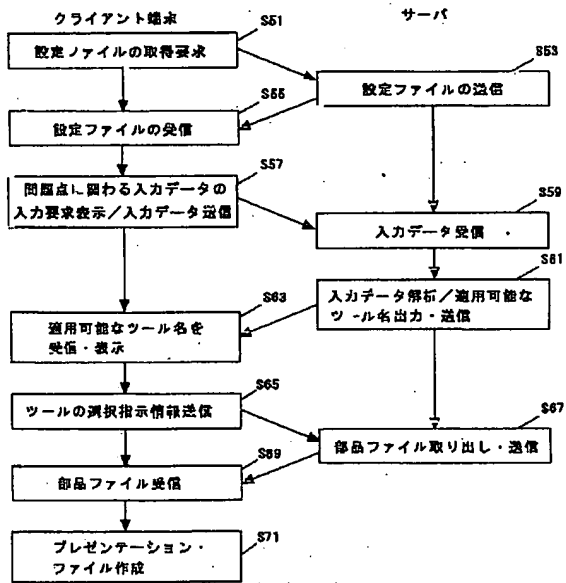 クライアント端末
サーバ
S51
設定ファイルの取得要求
S53
設定ファイルの送信
S55
設定ファイルの受信
S57
問題点に関わる入力データの
入力要求表示／入力データ送信
S59
入力データ受信
S61
入力データ解析／適用可能な
ツール名出力・送信
S63
適用可能なツール名を
受信・表示
S65
ツールの選択指示情報送信
S67
部品ファイル取り出し・送信
S69
部品ファイル受信
S71
プレゼンテーション・
ファイル作成